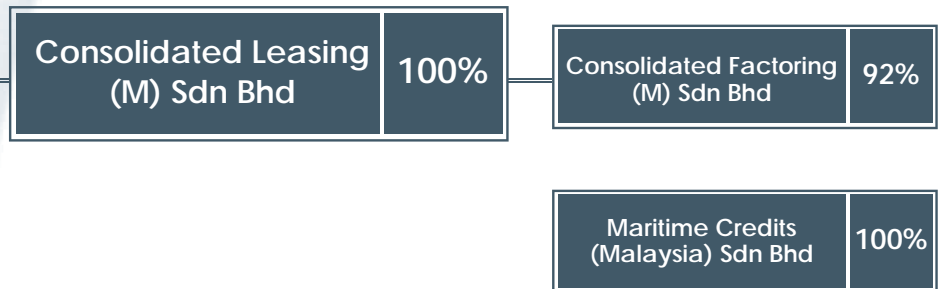 Consolidated Leasing
(M) Sdn Bhd
100%
Consolidated Factoring
(M) Sdn Bhd
92%
Maritime Credits
(Malaysia) Sdn Bhd
100%